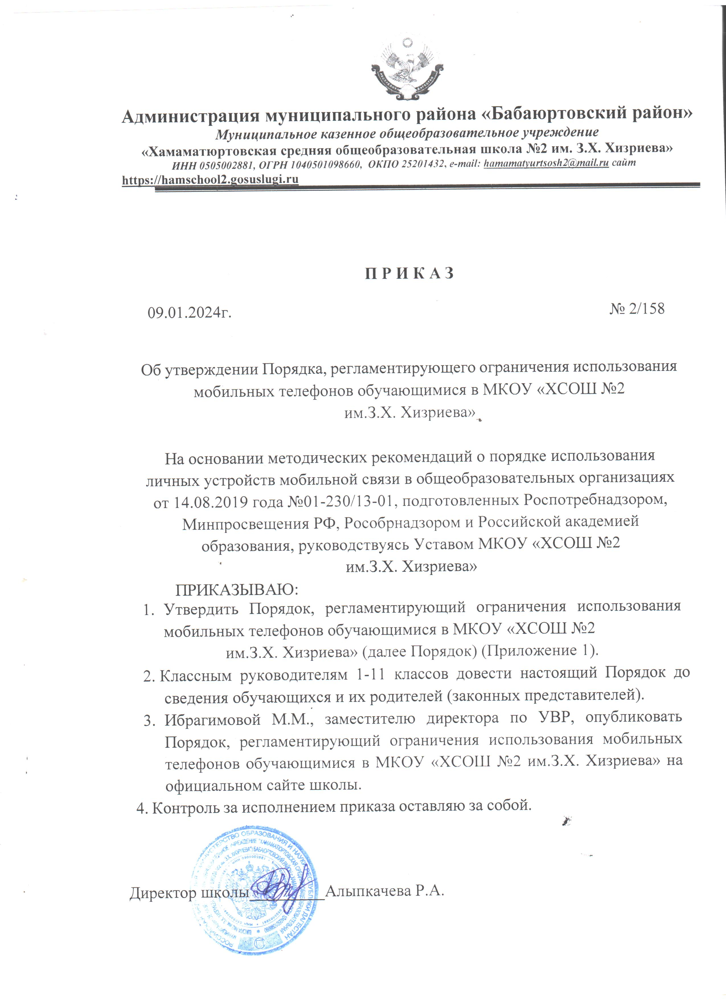 Администрация муниципального района «Бабаюртовский район»
Муниципальное казенное общеобразовательное учреждение
«Хамаматюртовская средняя общеобразовательная школа №2 им. З.Х. Хизриева»
ИНН 0505002881, ОГРН 1040501098660, ОКПО 25201432, e-mail: hamamatyurtsosh2@mail.ru сайт
https://hamschool2.gosuslugi.ru
П Р И К А З
09.01.2024г. № 2/158
Об утверждении Порядка, регламентирующего ограничения использования
мобильных телефонов обучающимися в МКОУ «ХСОШ №2
им.З.Х. Хизриева»
На основании методических рекомендаций о порядке использования
личных устройств мобильной связи в общеобразовательных организациях
от 14.08.2019 года №01-230/13-01, подготовленных Роспотребнадзором,
Минпросвещения РФ, Рособрнадзором и Российской академией
образования, руководствуясь Уставом МКОУ «ХСОШ №2
им.З.Х. Хизриева»
ПРИКАЗЫВАЮ:
1. Утвердить Порядок, регламентирующий ограничения использования
мобильных телефонов обучающимися в МКОУ «ХСОШ №2
им.З.Х. Хизриева» (далее Порядок) (Приложение 1).
2. Классным руководителям 1-11 классов довести настоящий Порядок до
сведения обучающихся и их родителей (законных представителей).
3. Ибрагимовой М.М., заместителю директора по УВР, опубликовать
Порядок, регламентирующий ограничения использования мобильных
телефонов обучающимися в МКОУ «ХСОШ №2 им.З.Х. Хизриева» на
официальном сайте школы.
4. Контроль за исполнением приказа оставляю за собой.
Директор школы Алыпкачева Р.А.
ОБРАЗОВАНИЯ И НАУКИ РЕСПУБЛИКИ ДАГЕСТАН